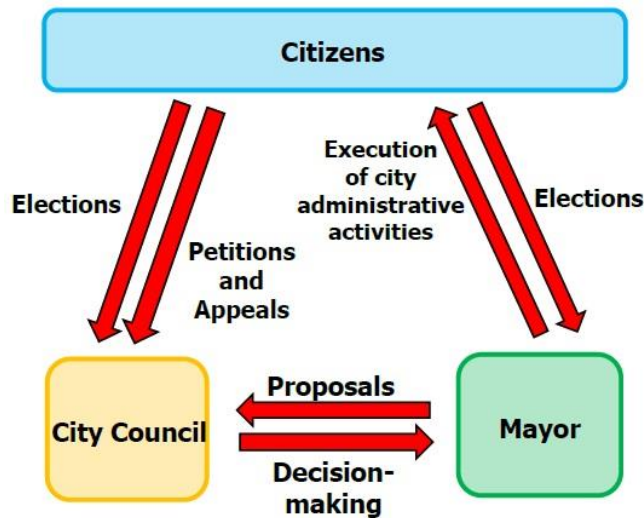 Citizens
Elections
Petitions
and
Appeals
Execution
of city
administrative
activities
Elections
City Council
Proposals
Decision-
making
Mayor